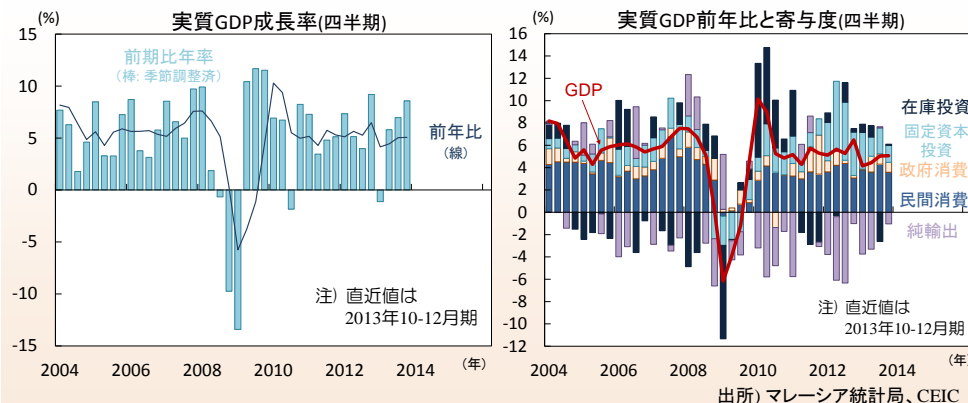 実質GDP成長率(四半期)
(%)
15
10
5
0
-5
-10
-15
前期比年率
(棒: 季節調整済)
前年比
(線)
注) 直近値は
2013年10-12月期
2004 2006 2008 2010 2012 2014
(年)
実質GDP前年比と寄与度(四半期)
(%)
16
14
12
10
8
6
4
2
0
-2
-4
-6
-8
-10
-12
GDP
在庫投資
固定資本
投資
政府消費
民間消費
純輸出
注) 直近値は
2013年10-12月期
2004 2006 2008 2010 2012 2014
(年)
出所) マレーシア統計局、CEIC